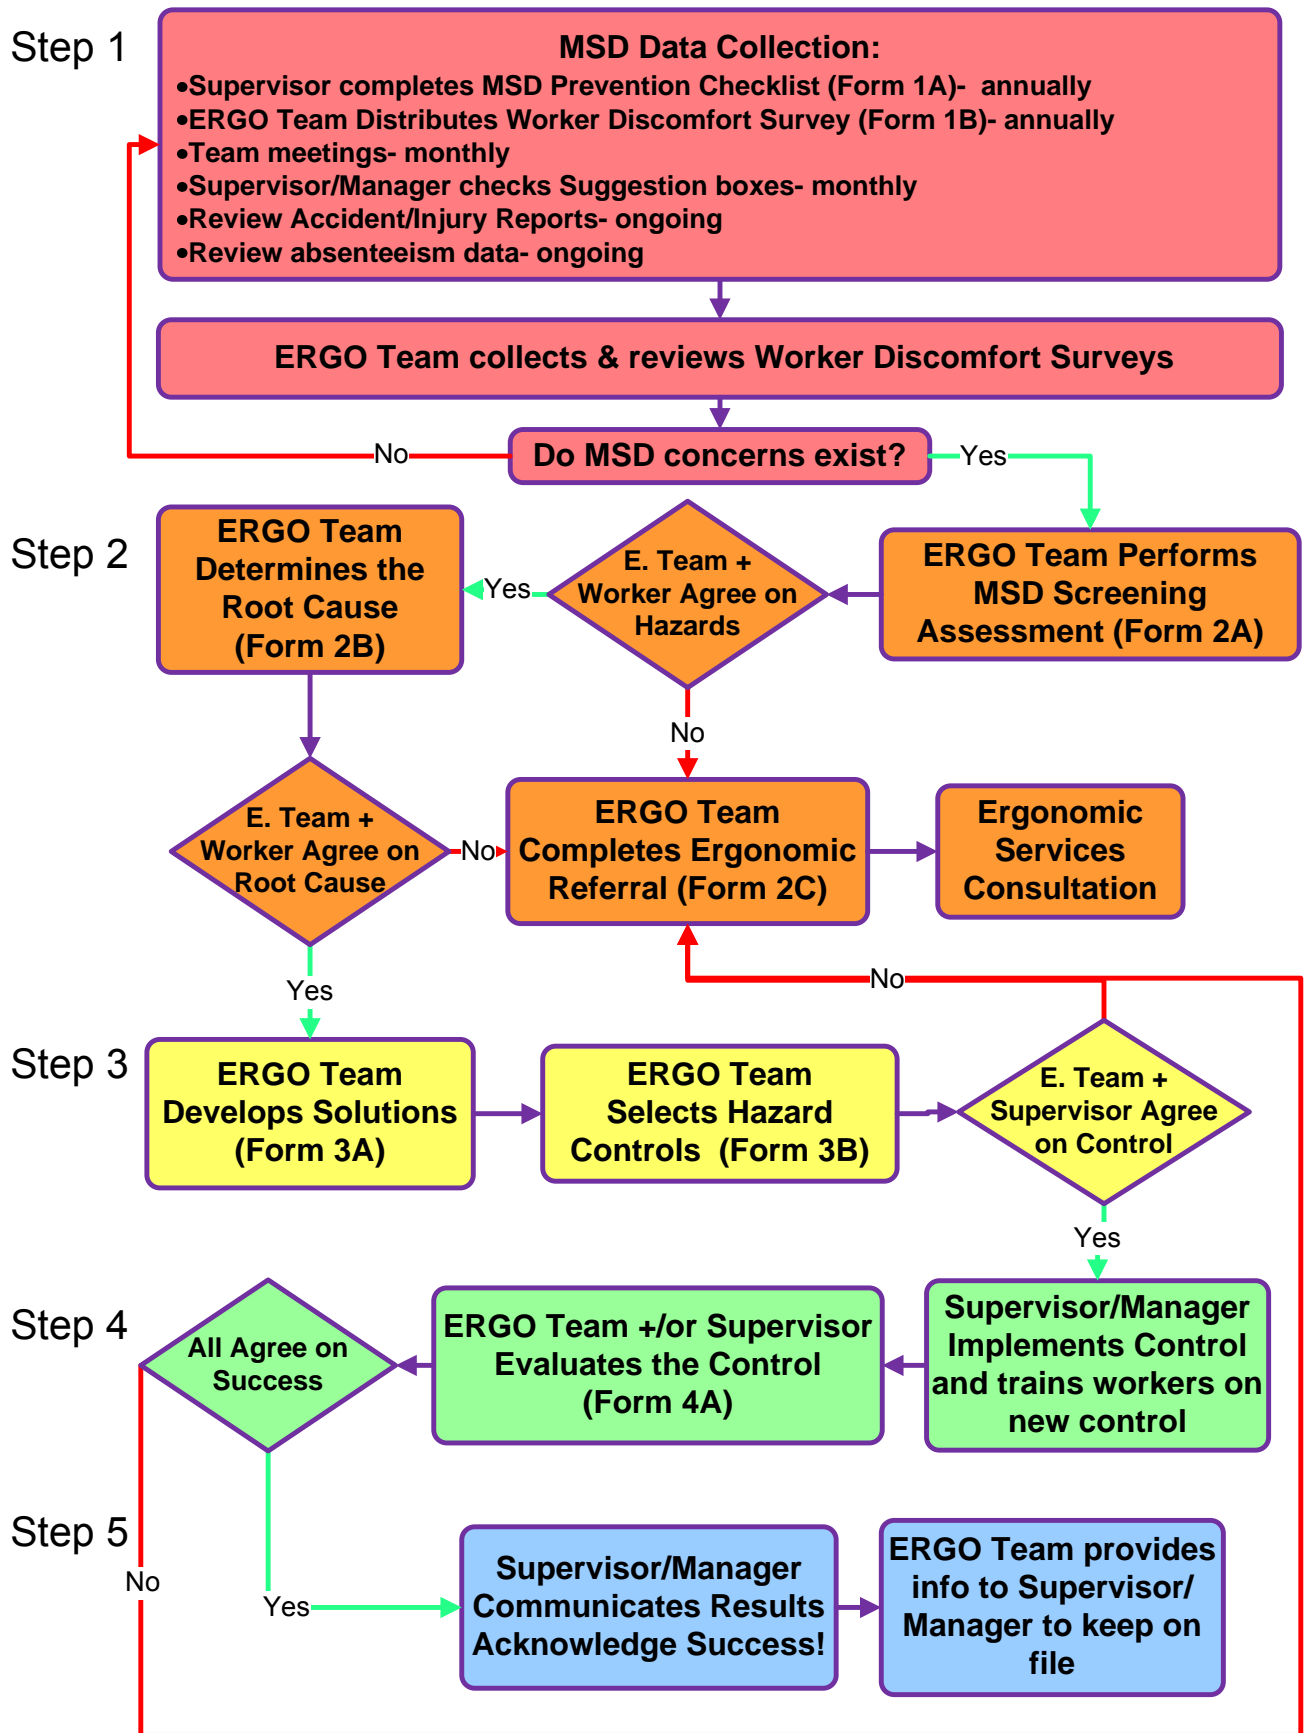 Step 1
MSD Data Collection:
•Supervisor completes MSD Prevention Checklist (Form 1A)- annually
•ERGO Team Distributes Worker Discomfort Survey (Form 1B)- annually
•Team meetings- monthly
•Supervisor/Manager checks Suggestion boxes- monthly
•Review Accident/Injury Reports- ongoing
•Review absenteeism data- ongoing
ERGO Team collects & reviews Worker Discomfort Surveys
No
Do MSD concerns exist?
Yes
Step 2
ERGO Team
Determines the
Root Cause
(Form 2B)
Yes
E. Team +
Worker Agree on
Hazards
ERGO Team Performs
MSD Screening
Assessment (Form 2A)
No
E. Team +
Worker Agree on
Root Cause
No
ERGO Team
Completes Ergonomic
Referral (Form 2C)
Ergonomic
Services
Consultation
Yes
No
Step 3
ERGO Team
Develops Solutions
(Form 3A)
ERGO Team
Selects Hazard
Controls (Form 3B)
E. Team +
Supervisor Agree
on Control
Yes
Step 4
All Agree on
Success
ERGO Team +/or Supervisor
Evaluates the Control
(Form 4A)
Supervisor/Manager
Implements Control
and trains workers on
new control
Step 5
No
Yes
Supervisor/Manager
Communicates Results
Acknowledge Success!
ERGO Team provides
info to Supervisor/
Manager to keep on
file